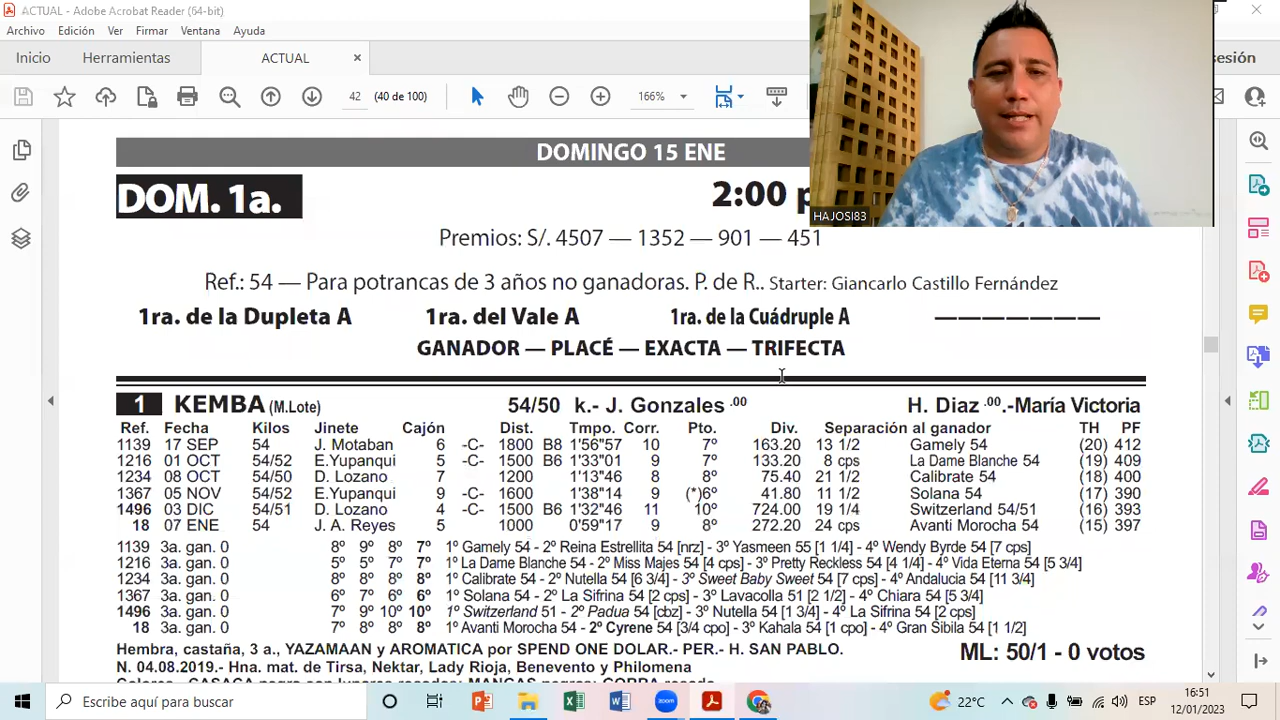 ACTUAL - Adobe Acrobat Reader (64-bit)
Archivo Edición Ver Firmar Ventana Ayuda
Inicio Herramientas ACTUAL × sesión
42 (40 de 100) 166%
HAJOSI83
DOMINGO 15 ENE
DOM. 1a. 2:00 p
Premios: S/. 4507 — 1352 — 901 — 451
Ref.: 54 — Para potrancas de 3 años no ganadoras. P. de R.. Starter: Giancarlo Castillo Fernández
1ra. de la Dupleta A 1ra. del Vale A 1ra. de la Cuádruple A ———————
GANADOR — PLACÉ — EXACTA — TRIFECTA
1 KEMBA (M.Lote) 54/50 k.- J. Gonzales .00 H. Diaz .00.-María Victoria
Ref. Fecha Kilos Jinete Cajón Dist. Tmpo. Corr. Pto. Div. Separación al ganador TH PF
1139 17 SEP 54 J. Motaban 6 -C- 1800 B8 1'56"57 10 7º 163.20 13 1/2 Gamely 54 (20) 412
1216 01 OCT 54/52 E.Yupanqui 5 -C- 1500 B6 1'33"01 9 7º 133.20 8 cps La Dame Blanche 54 (19) 409
1234 08 OCT 54/50 D. Lozano 7 1200 1'13"46 8 8º 75.40 21 1/2 Calibrate 54 (18) 400
1367 05 NOV 54/52 E.Yupanqui 9 -C- 1600 1'38"14 9 (*)6º 41.80 11 1/2 Solana 54 (17) 390
1496 03 DIC 54/51 D. Lozano 4 -C- 1500 B6 1'32"46 11 10º 724.00 19 1/4 Switzerland 54/51 (16) 393
18 07 ENE 54 J. A. Reyes 5 1000 0'59"17 9 8º 272.20 24 cps Avanti Morocha 54 (15) 397
1139 3a. gan. 0 8º 9º 8º 7º 1º Gamely 54 - 2º Reina Estrellita 54 [nrz] - 3º Yasmeen 55 [1 1/4] - 4º Wendy Byrde 54 [7 cps]
1216 3a. gan. 0 5º 5º 7º 7º 1º La Dame Blanche 54 - 2º Miss Majes 54 [4 cps] - 3º Pretty Reckless 54 [4 1/4] - 4º Vida Eterna 54 [5 3/4]
1234 3a. gan. 0 8º 8º 8º 8º 1º Calibrate 54 - 2º Nutella 54 [6 3/4] - 3º Sweet Baby Sweet 54 [7 cps] - 4º Andalucia 54 [11 3/4]
1367 3a. gan. 0 6º 7º 6º 6º 1º Solana 54 - 2º La Sifrina 54 [2 cps] - 3º Lavacolla 51 [2 1/2] - 4º Chiara 54 [5 3/4]
1496 3a. gan. 0 7º 9º 10º 10º 1º Switzerland 51 - 2º Padua 54 [cbz] - 3º Nutella 54 [1 3/4] - 4º La Sifrina 54 [2 cps]
18 3a. gan. 0 7º 8º 8º 8º 1º Avanti Morocha 54 - 2º Cyrene 54 [3/4 cpo] - 3º Kahala 54 [1 cpo] - 4º Gran Sibila 54 [1 1/2]
Hembra, castaña, 3 a., YAZAMAAN y AROMATICA por SPEND ONE DOLAR.- PER.- H. SAN PABLO.
ML: 50/1 - 0 votos
N. 04.08.2019.- Hna. mat. de Tirsa, Nektar, Lady Rioja, Benevento y Philomena
Escribe aquí para buscar 22°C ESP 16:51
12/01/2023